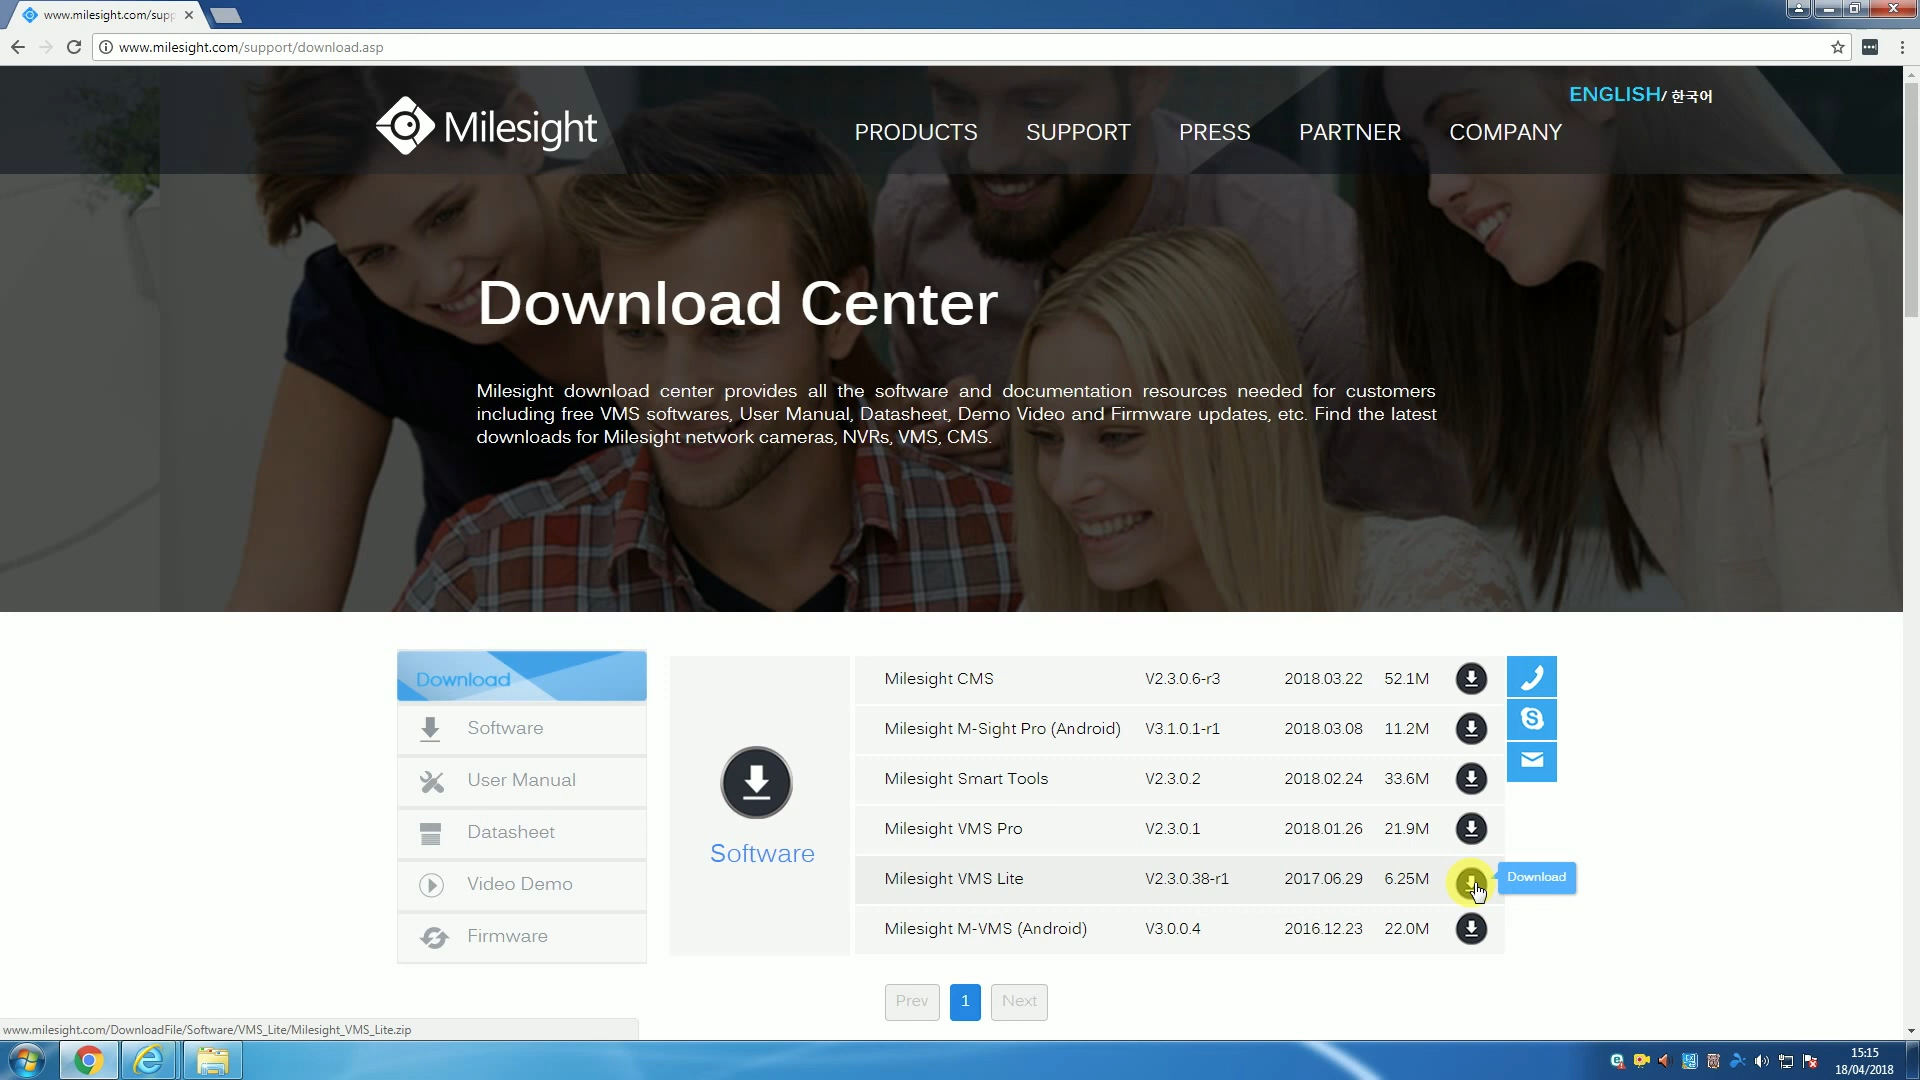 www.milesight.com/supp
www.milesight.com/support/download.asp
ENGLISH/ 한국어
Milesight
PRODUCTS SUPPORT PRESS PARTNER COMPANY
Download Center
Milesight download center provides all the software and documentation resources needed for customers
including free VMS softwares, User Manual, Datasheet, Demo Video and Firmware updates, etc. Find the latest
downloads for Milesight network cameras, NVRs, VMS, CMS.
Download
Software
User Manual
Datasheet
Video Demo
Firmware
Software
Milesight CMS V2.3.0.6-r3 2018.03.22 52.1M
Milesight M-Sight Pro (Android) V3.1.0.1-r1 2018.03.08 11.2M
Milesight Smart Tools V2.3.0.2 2018.02.24 33.6M
Milesight VMS Pro V2.3.0.1 2018.01.26 21.9M
Milesight VMS Lite V2.3.0.38-r1 2017.06.29 6.25M Download
Milesight M-VMS (Android) V3.0.0.4 2016.12.23 22.0M
Prev 1 Next
www.milesight.com/DownloadFile/Software/VMS_Lite/Milesight_VMS_Lite.zip
15:15
18/04/2018